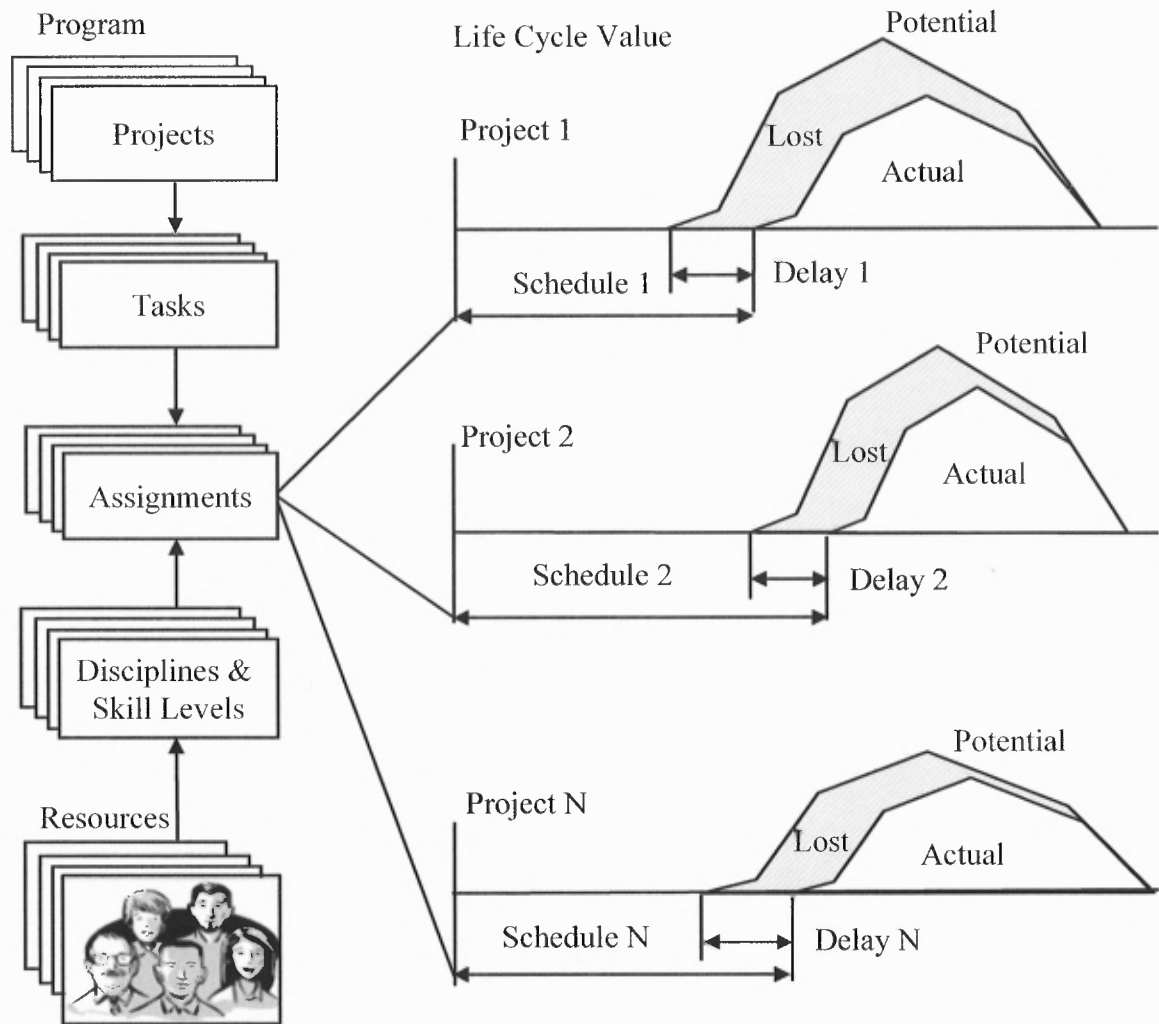 Program
Projects
Tasks
Assignments
Disciplines &
Skill Levels
Resources
Life Cycle Value
Potential
Project 1
Lost
Actual
Schedule 1
Delay 1
Potential
Project 2
Lost
Actual
Schedule 2
Delay 2
Potential
Project N
Lost
Actual
Schedule N
Delay N